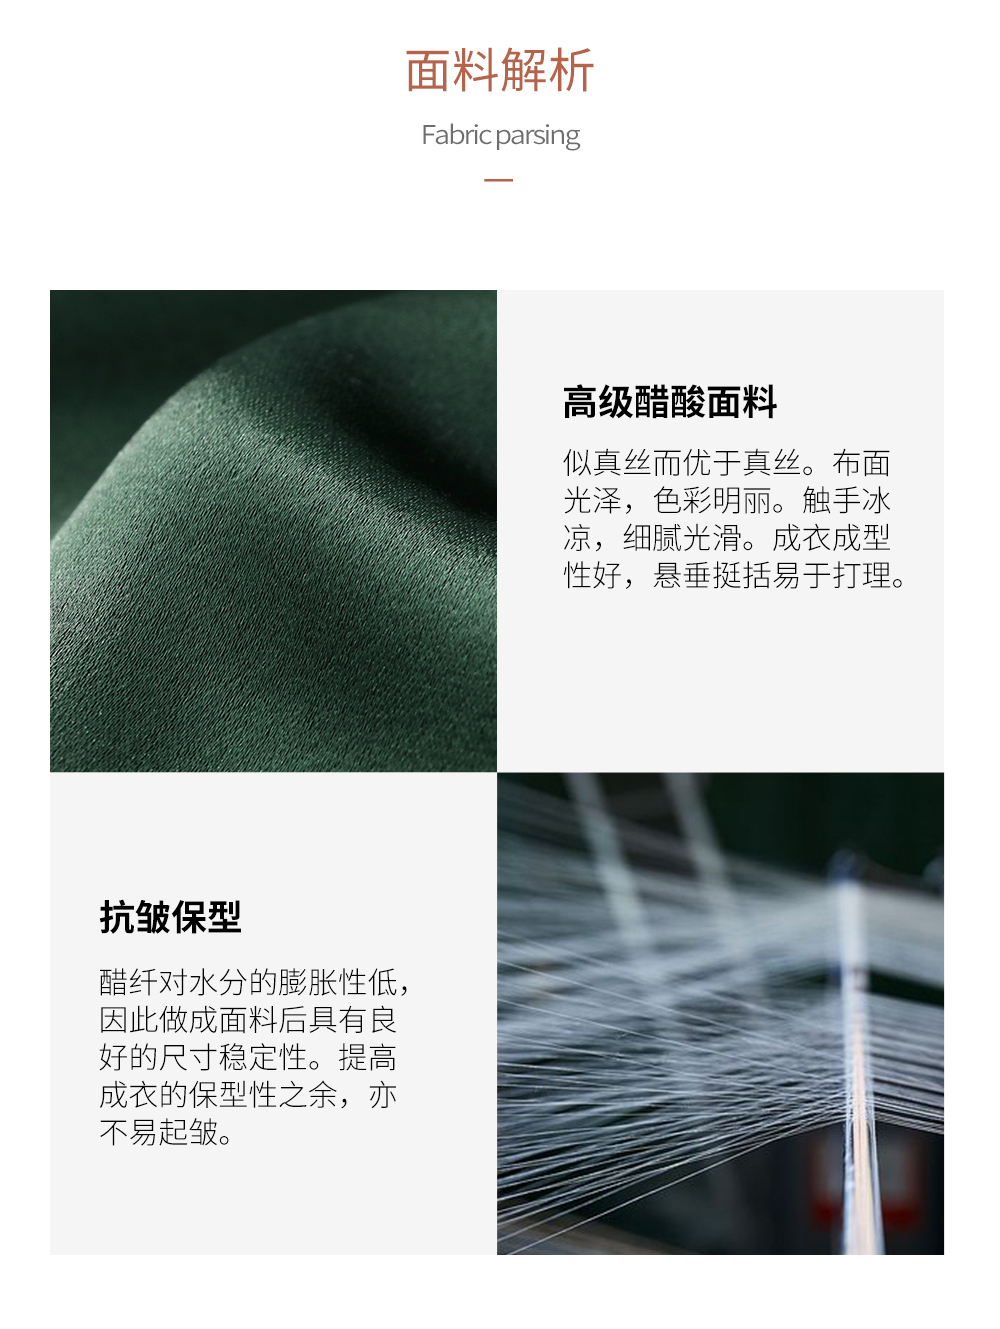 面料解析
Fabric parsing
高级醋酸面料
似真丝而优于真丝。布面
光泽，色彩明丽。触手冰
凉，细腻光滑。成衣成型
性好，悬垂挺括易于打理。
抗皱保型
醋纤对水分的膨胀性低，
因此做成面料后具有良
好的尺寸稳定性。提高
成衣的保型性之余，亦
不易起皱。